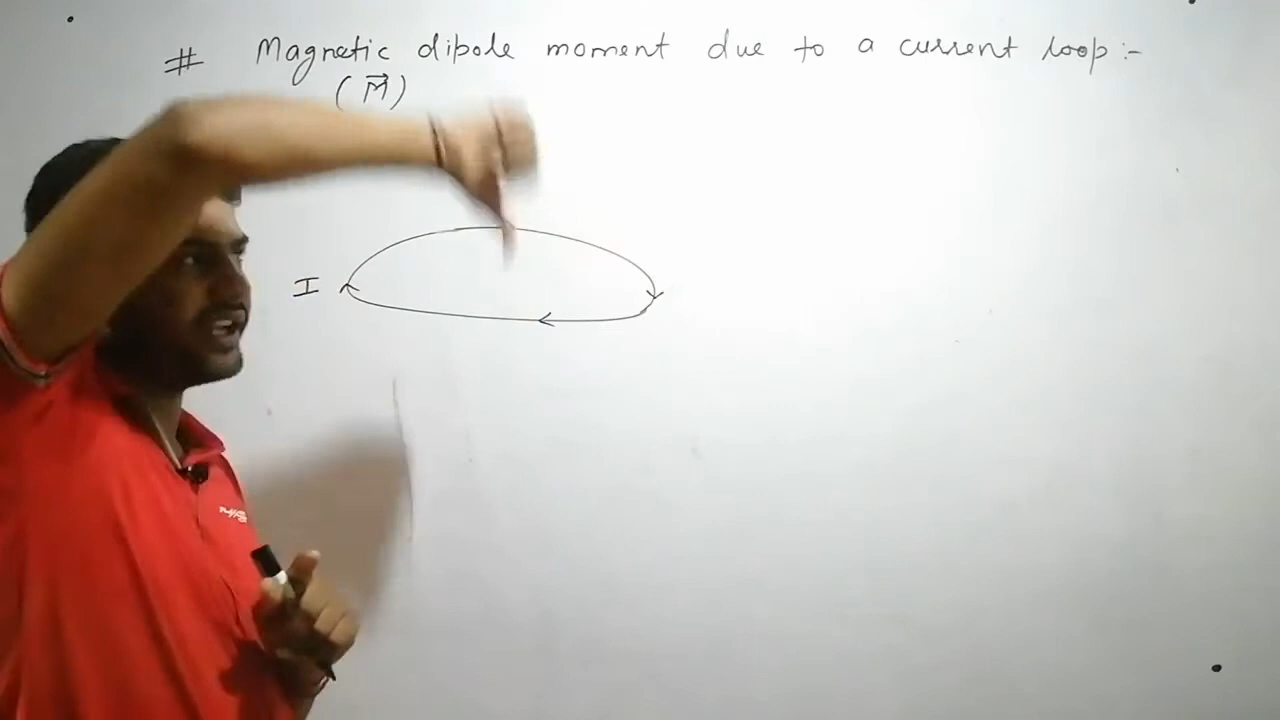 # Magnetic dipole moment due to a current loop :-
(M⃗)
I